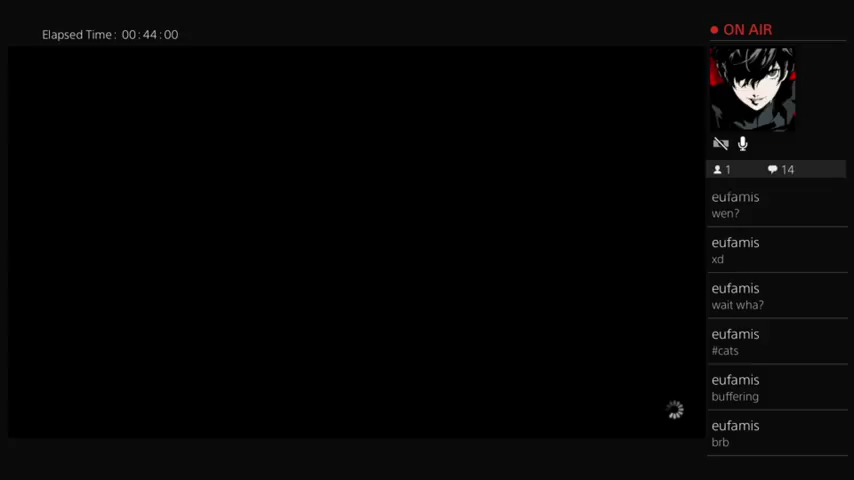 Elapsed Time: 00:44:00
ON AIR
1 14
eufamis
wen?
eufamis
xd
eufamis
wait wha?
eufamis
#cats
eufamis
buffering
eufamis
brb